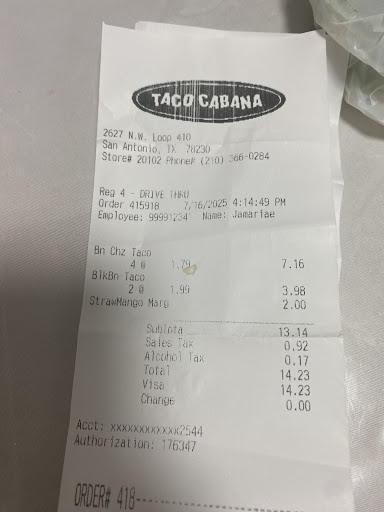 TACO CABANA
2627 N.W. Loop 410
San Antonio, TX 78230
Store# 20102 Phone# (210) 366-0284
Reg 4 - DRIVE THRU
Order 415918 7/16/2025 4:14:49 PM
Employee: 99991234 Name: Jamariae
Bn Chz Taco
4 @ 1.79 7.16
BlkBn Taco
2 @ 1.99 3.98
StrawMango Marg 2.00
Subtota 13.14
Sales Tax 0.92
Alcohol Tax 0.17
Total 14.23
Visa 14.23
Change 0.00
Acct: xxxxxxxxxxxx2544
Authorization: 176347
ORDER# 418-----